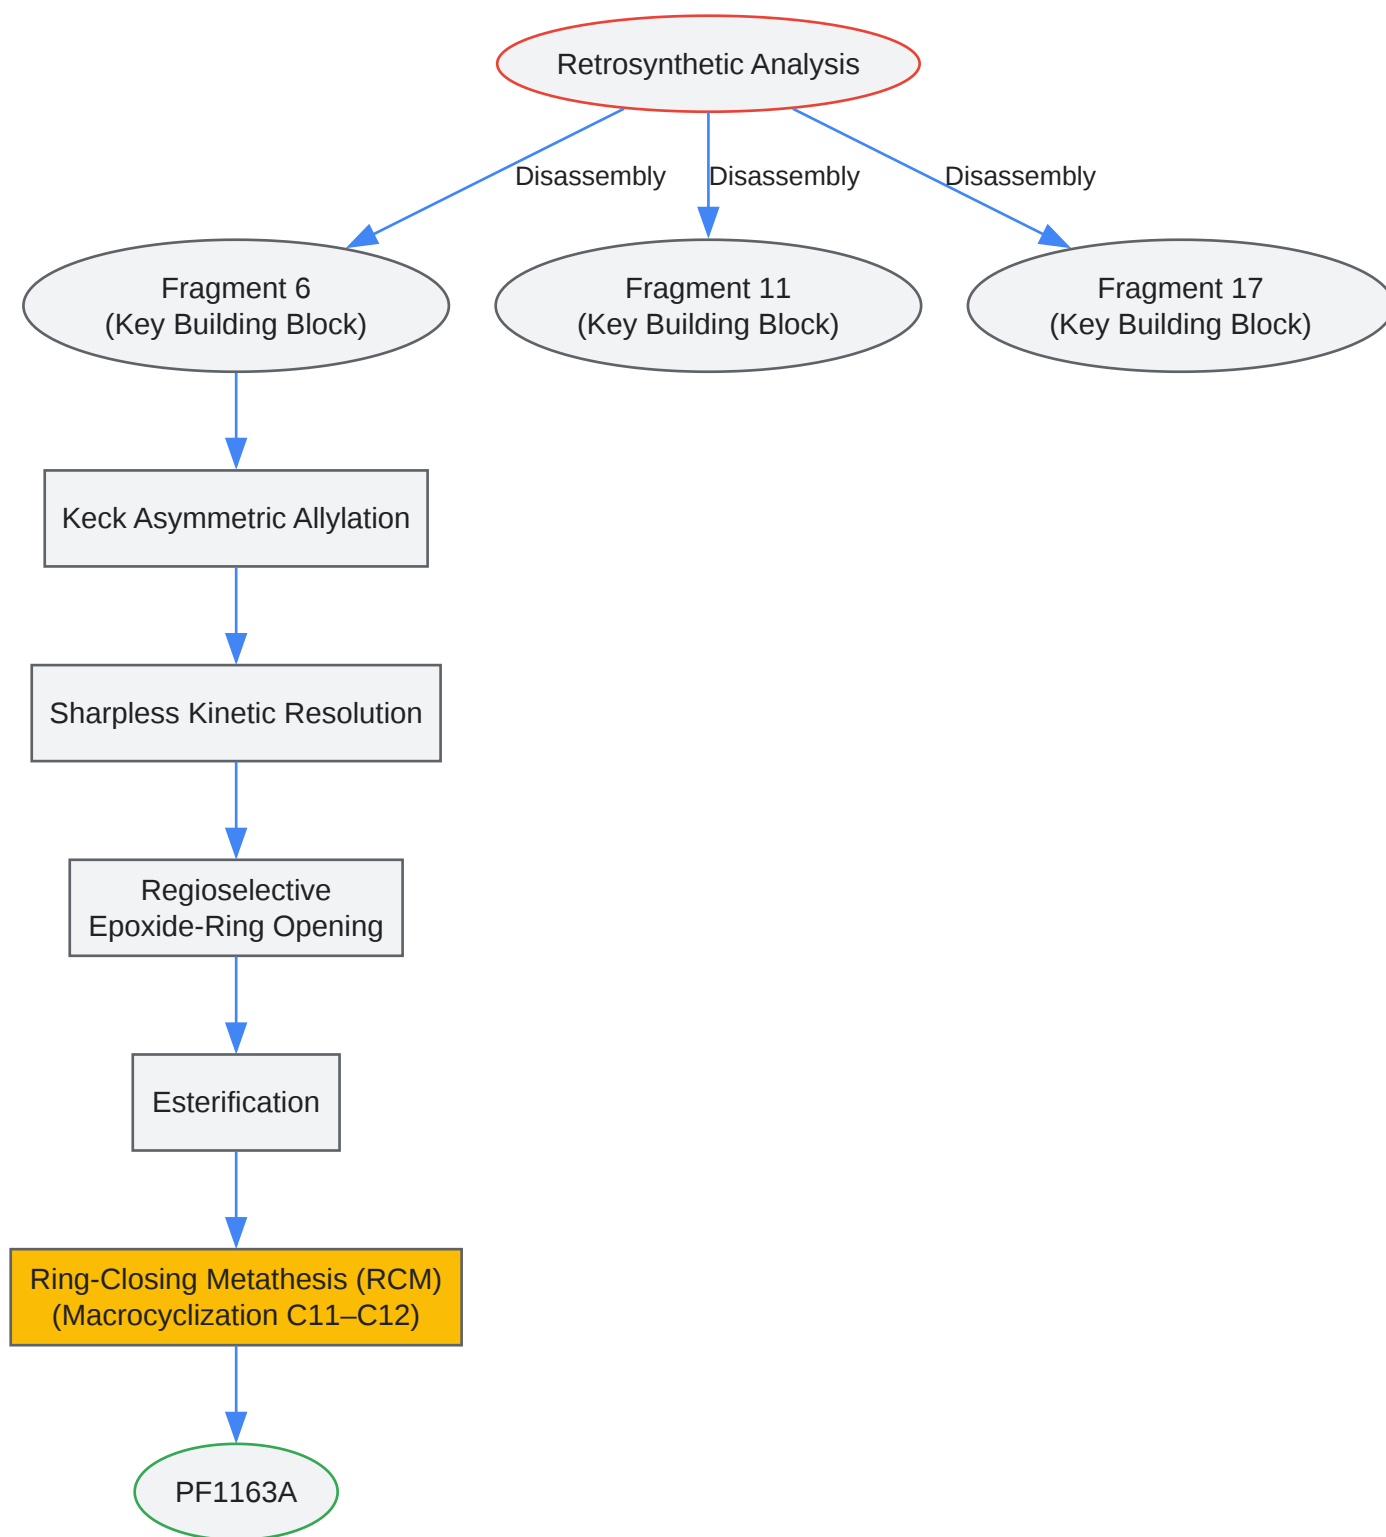 Retrosynthetic Analysis
Disassembly
Disassembly
Disassembly
Fragment 6
(Key Building Block)
Fragment 11
(Key Building Block)
Fragment 17
(Key Building Block)
Keck Asymmetric Allylation
Sharpless Kinetic Resolution
Regioselective
Epoxide-Ring Opening
Esterification
Ring-Closing Metathesis (RCM)
(Macrocyclization C11–C12)
PF1163A